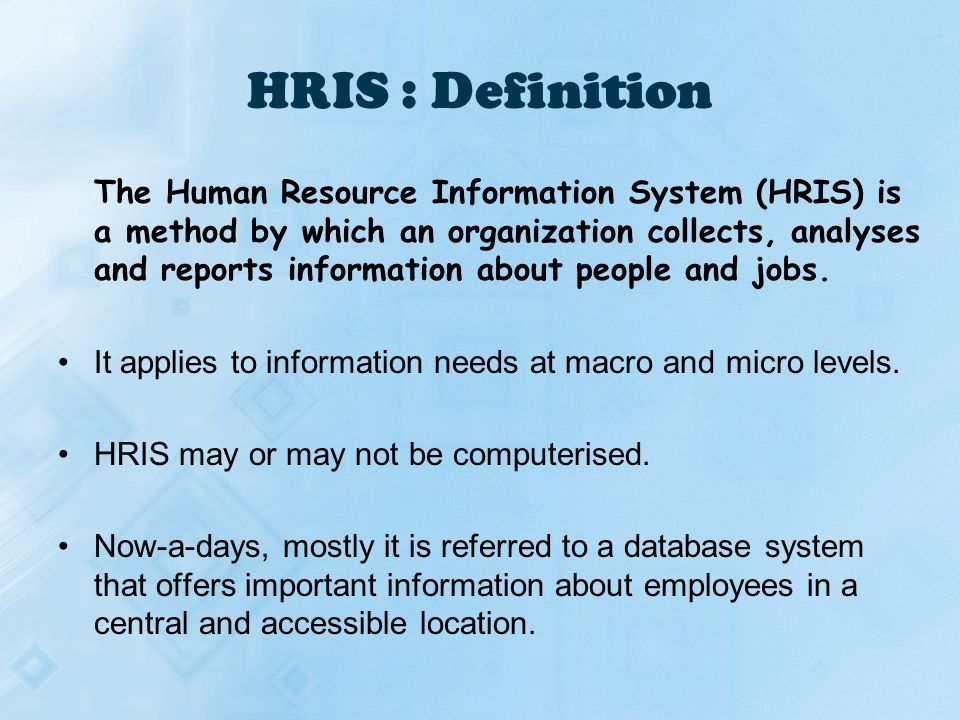 HRIS : Definition
The Human Resource Information System (HRIS) is
a method by which an organization collects, analyses
and reports information about people and jobs.
• It applies to information needs at macro and micro levels.
• HRIS may or may not be computerised.
• Now-a-days, mostly it is referred to a database system
that offers important information about employees in a
central and accessible location.